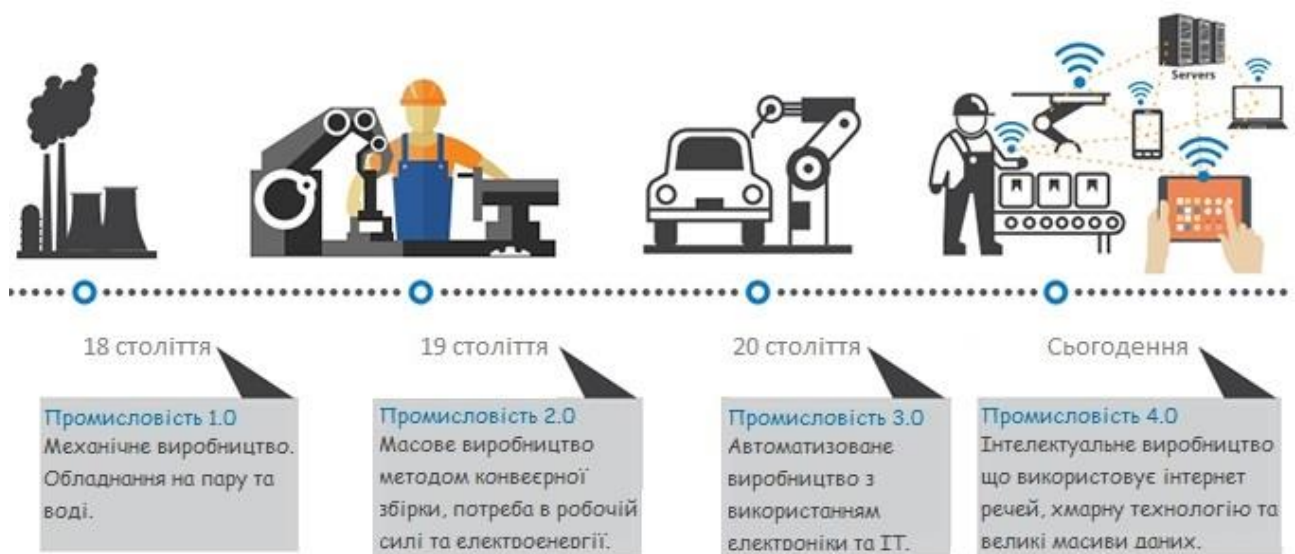 Servers
18 століття
19 століття
20 століття
Сьогодення
Промисловість 1.0
Механічне виробництво.
Обладнання на пару та
воді.
Промисловість 2.0
Масове виробництво
методом конвеєрної
збірки, потреба в робочій
силі та електроенергії.
Промисловість 3.0
Автоматизоване
виробництво з
використанням
електроніки та ІТ.
Промисловість 4.0
Інтелектуальне виробництво
що використовує інтернет
речей, хмарну технологію та
великі масиви даних.